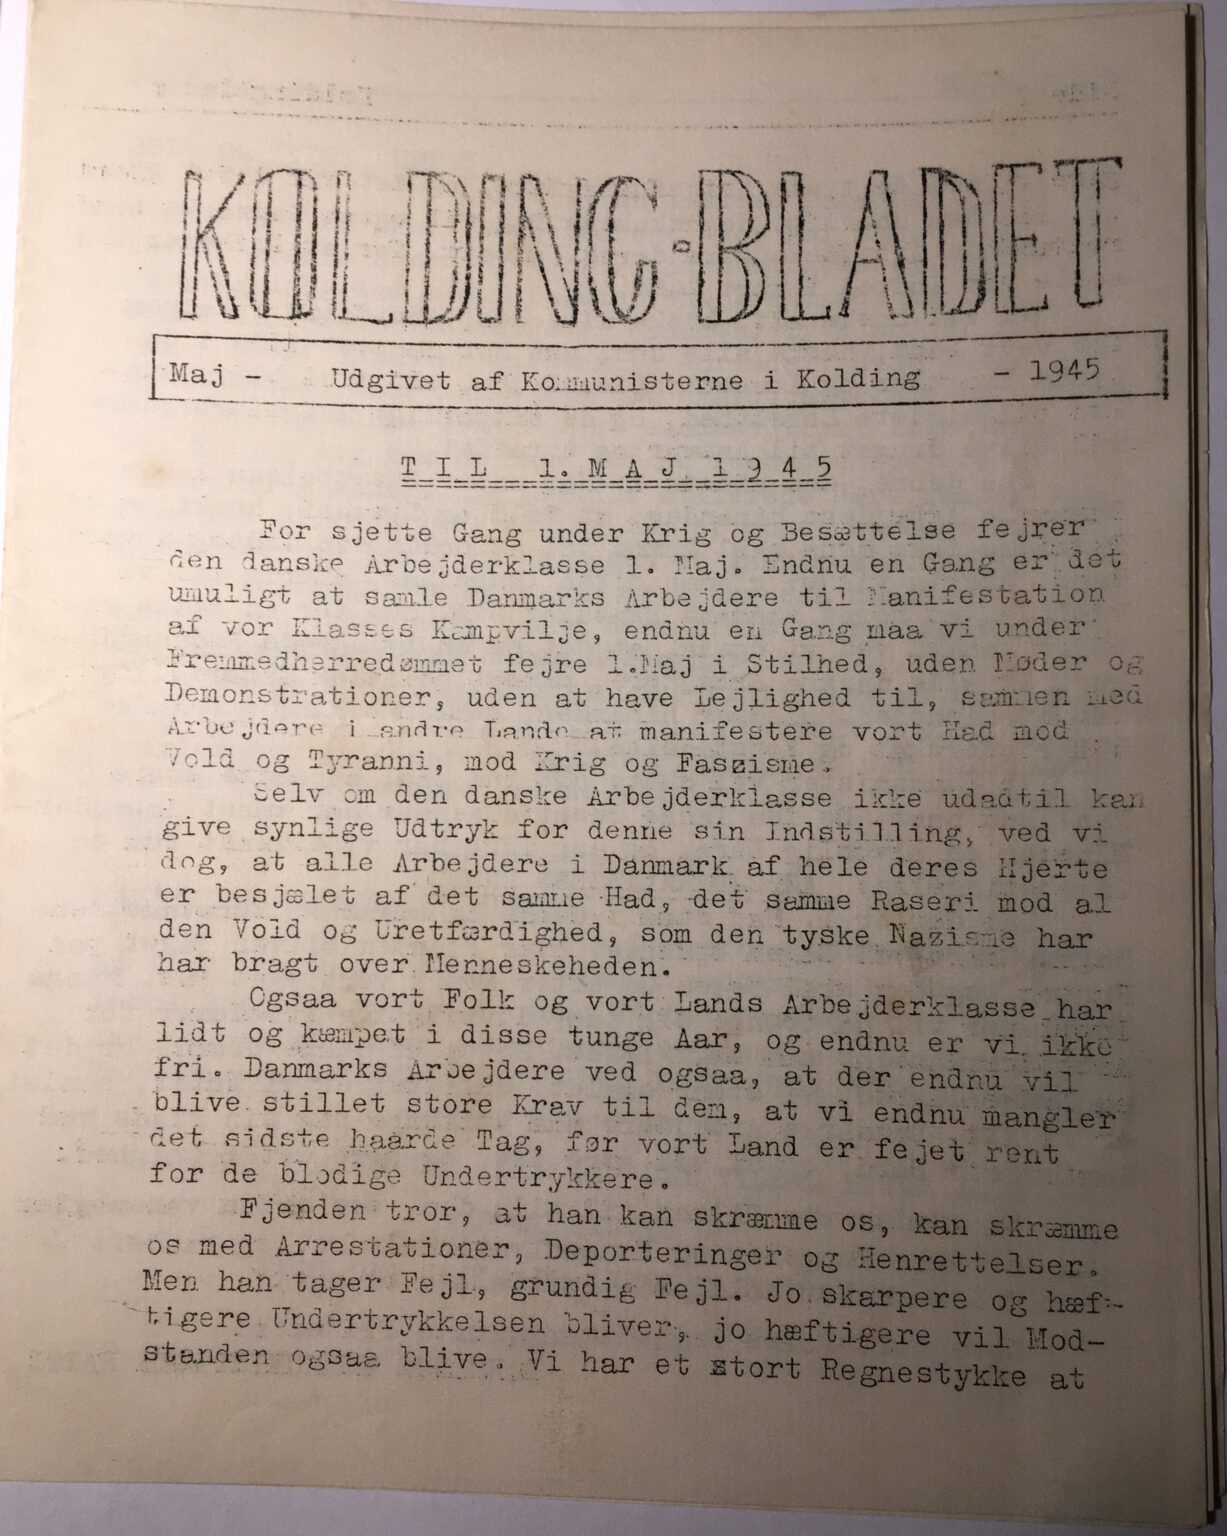 KOLDING-BLADET
Maj - Udgivet af Kommunisterne i Kolding - 1945
TIL 1. MAJ 1945
For sjette Gang under Krig og Besættelse fejrer
den danske Arbejderklasse 1. Maj. Endnu en Gang er det
umuligt at samle Danmarks Arbejdere til Manifestation
af vor Klasses Kampvilje, endnu en Gang maa vi under
Fremmedherredømmet fejre 1.Maj i Stilhed, uden Møder og
Demonstrationer, uden at have Lejlighed til, sammen med
Arbejdere i andre Lande at manifestere vort Had mod
Vold og Tyranni, mod Krig og Fascisme.
Selv om den danske Arbejderklasse ikke udadtil kan
give synlige Udtryk for denne sin Indstilling, ved vi
dog, at alle Arbejdere i Danmark af hele deres Hjerte
er besjælet af det samme Had, det samme Raseri mod al
den Vold og Uretfærdighed, som den tyske Nazisme har
har bragt over Menneskeheden.
Ogsaa vort Folk og vort Lands Arbejderklasse har
lidt og kæmpet i disse tunge Aar, og endnu er vi ikke
fri. Danmarks Arbejdere ved ogsaa, at der endnu vil
blive stillet store Krav til dem, at vi endnu mangler
det sidste haarde Tag, før vort Land er fejet rent
for de blodige Undertrykkere.
Fjenden tror, at han kan skræmme os, kan skræmme
os med Arrestationer, Deporteringer og Henrettelser.
Men han tager Fejl, grundig Fejl. Jo skarpere og hæf-
tigere Undertrykkelsen bliver, jo hæftigere vil Mod-
standen ogsaa blive. Vi har et stort Regnestykke at